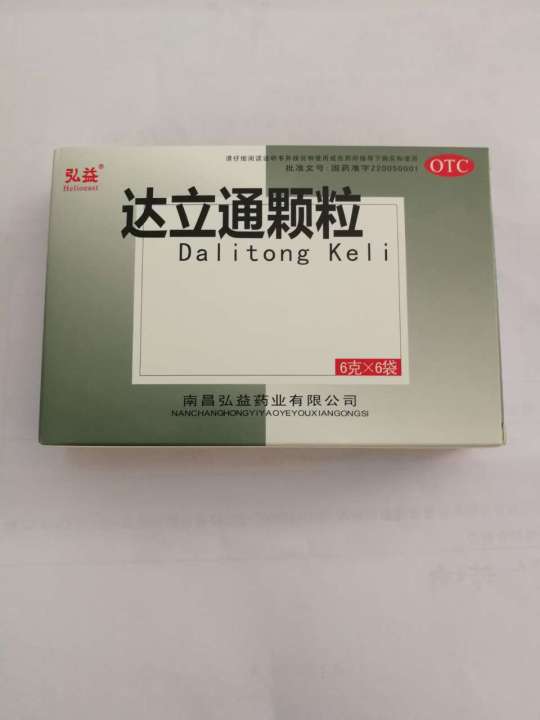 请仔细阅读说明书并按说明使用或在药师指导下购买和使用
批准文号:国药准字Z20050001
OTC
弘益®
Helioeast
达立通颗粒
Dalitong Keli
6克×6袋
南昌弘益药业有限公司
NANCHANGHONGYIYAOYEYOUXIANGONGSI